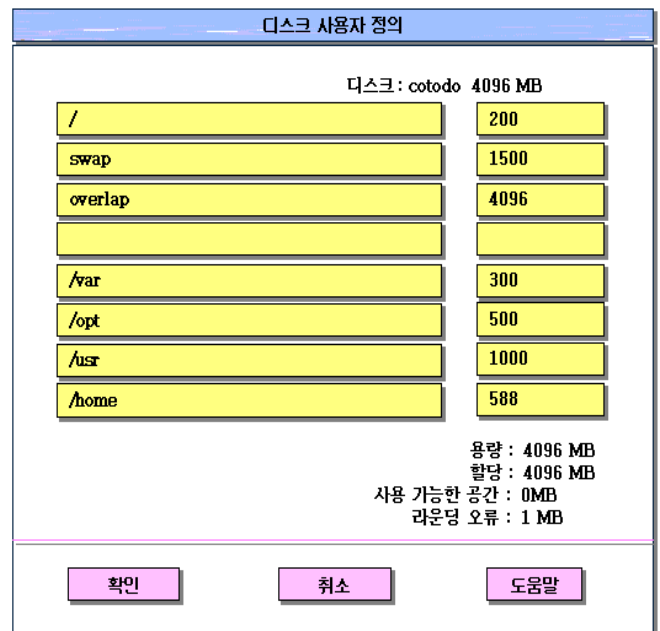 디스크 사용자 정의
디스크 : cotodo 4096 MB
/ 200
swap 1500
overlap 4096
/var 300
/opt 500
/usr 1000
/home 588
용량 : 4096 MB
할당 : 4096 MB
사용 가능한 공간 : 0MB
라운딩 오류 : 1 MB
확인 취소 도움말